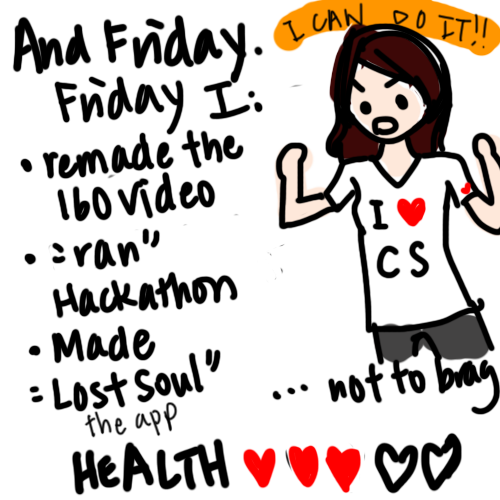 And Friday.
I CAN DO IT!!
Friday I:
• remade the
160 video
• "ran"
Hackathon
• Made
"Lost Soul"
the app
I ♥
CS
... not to brag
HEALTH ♥♥♥♡♡